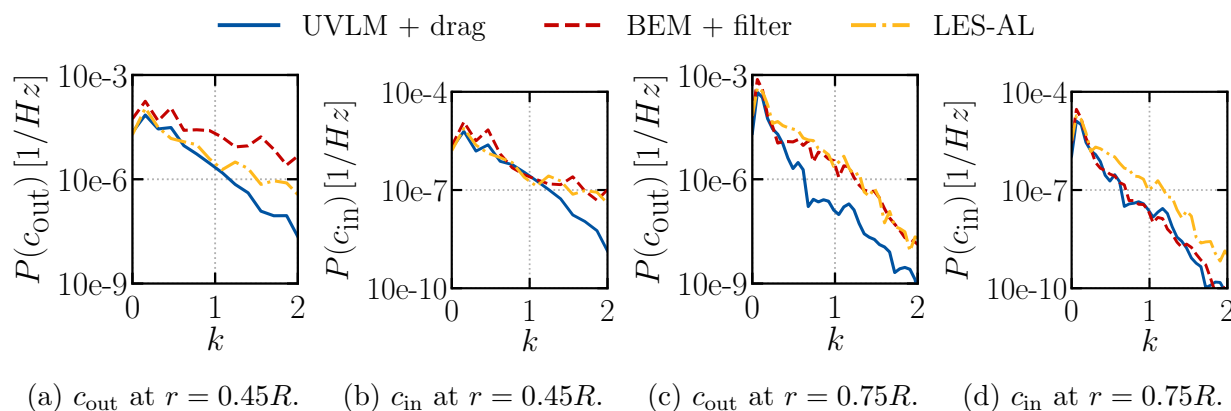 UVLM + drag BEM + filter LES-AL
P(c_out) [1/Hz]
10e-3
10e-6
10e-9
0 1 2
k
(a) c_out at r = 0.45R.
P(c_in) [1/Hz]
10e-4
10e-7
10e-10
0 1 2
k
(b) c_in at r = 0.45R.
P(c_out) [1/Hz]
10e-3
10e-6
10e-9
0 1 2
k
(c) c_out at r = 0.75R.
P(c_in) [1/Hz]
10e-4
10e-7
10e-10
0 1 2
k
(d) c_in at r = 0.75R.